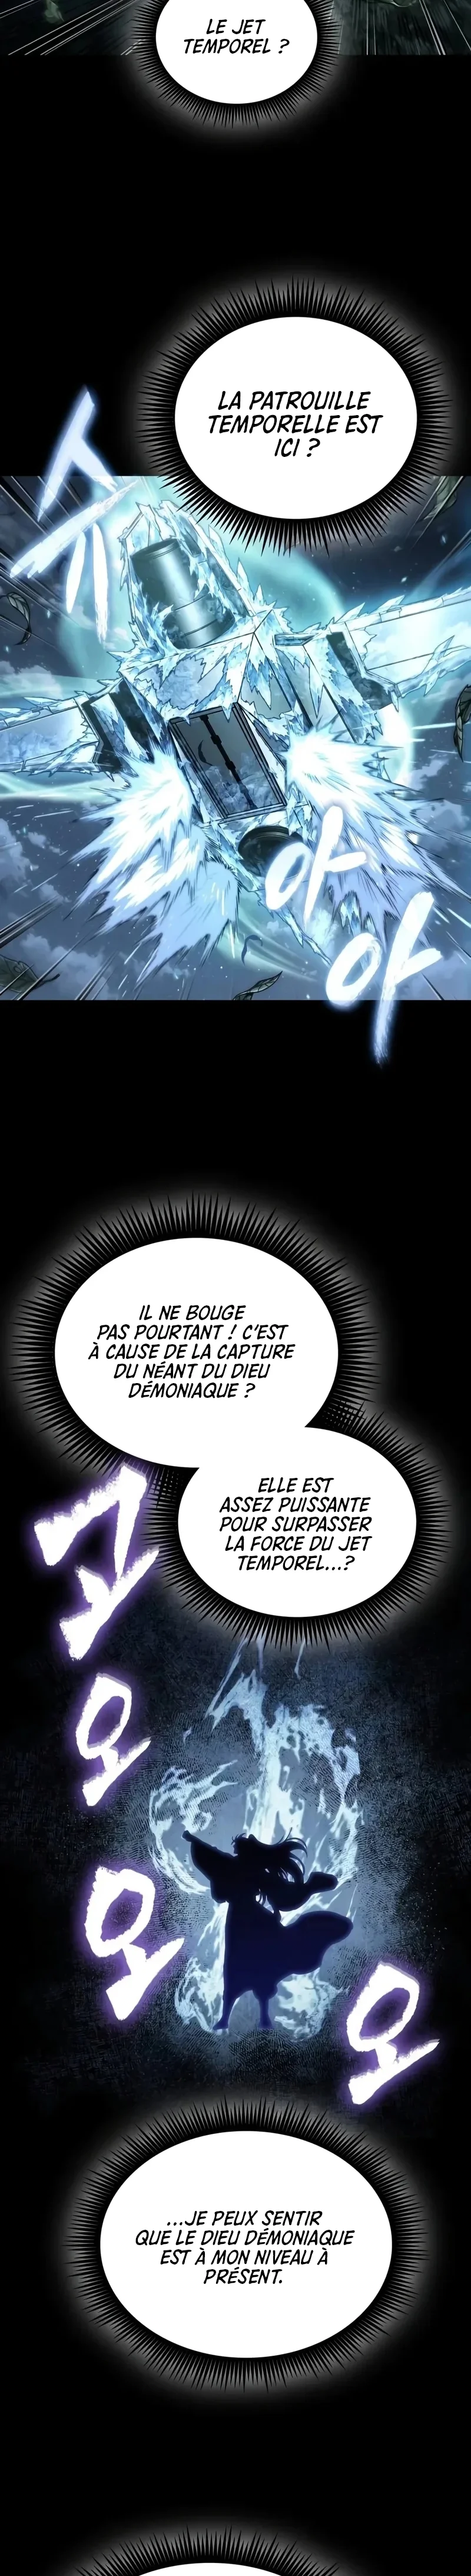 LE JET
TEMPOREL ?
LA PATROUILLE
TEMPORELLE EST
ICI ?
스
아
아
IL NE BOUGE
PAS POURTANT ! C'EST
À CAUSE DE LA CAPTURE
DU NÉANT DU DIEU
DÉMONIAQUE ?
ELLE EST
ASSEZ PUISSANTE
POUR SURPASSER
LA FORCE DU JET
TEMPOREL...?
고
오
오
오
...JE PEUX SENTIR
QUE LE DIEU DÉMONIAQUE
EST À MON NIVEAU À
PRÉSENT.